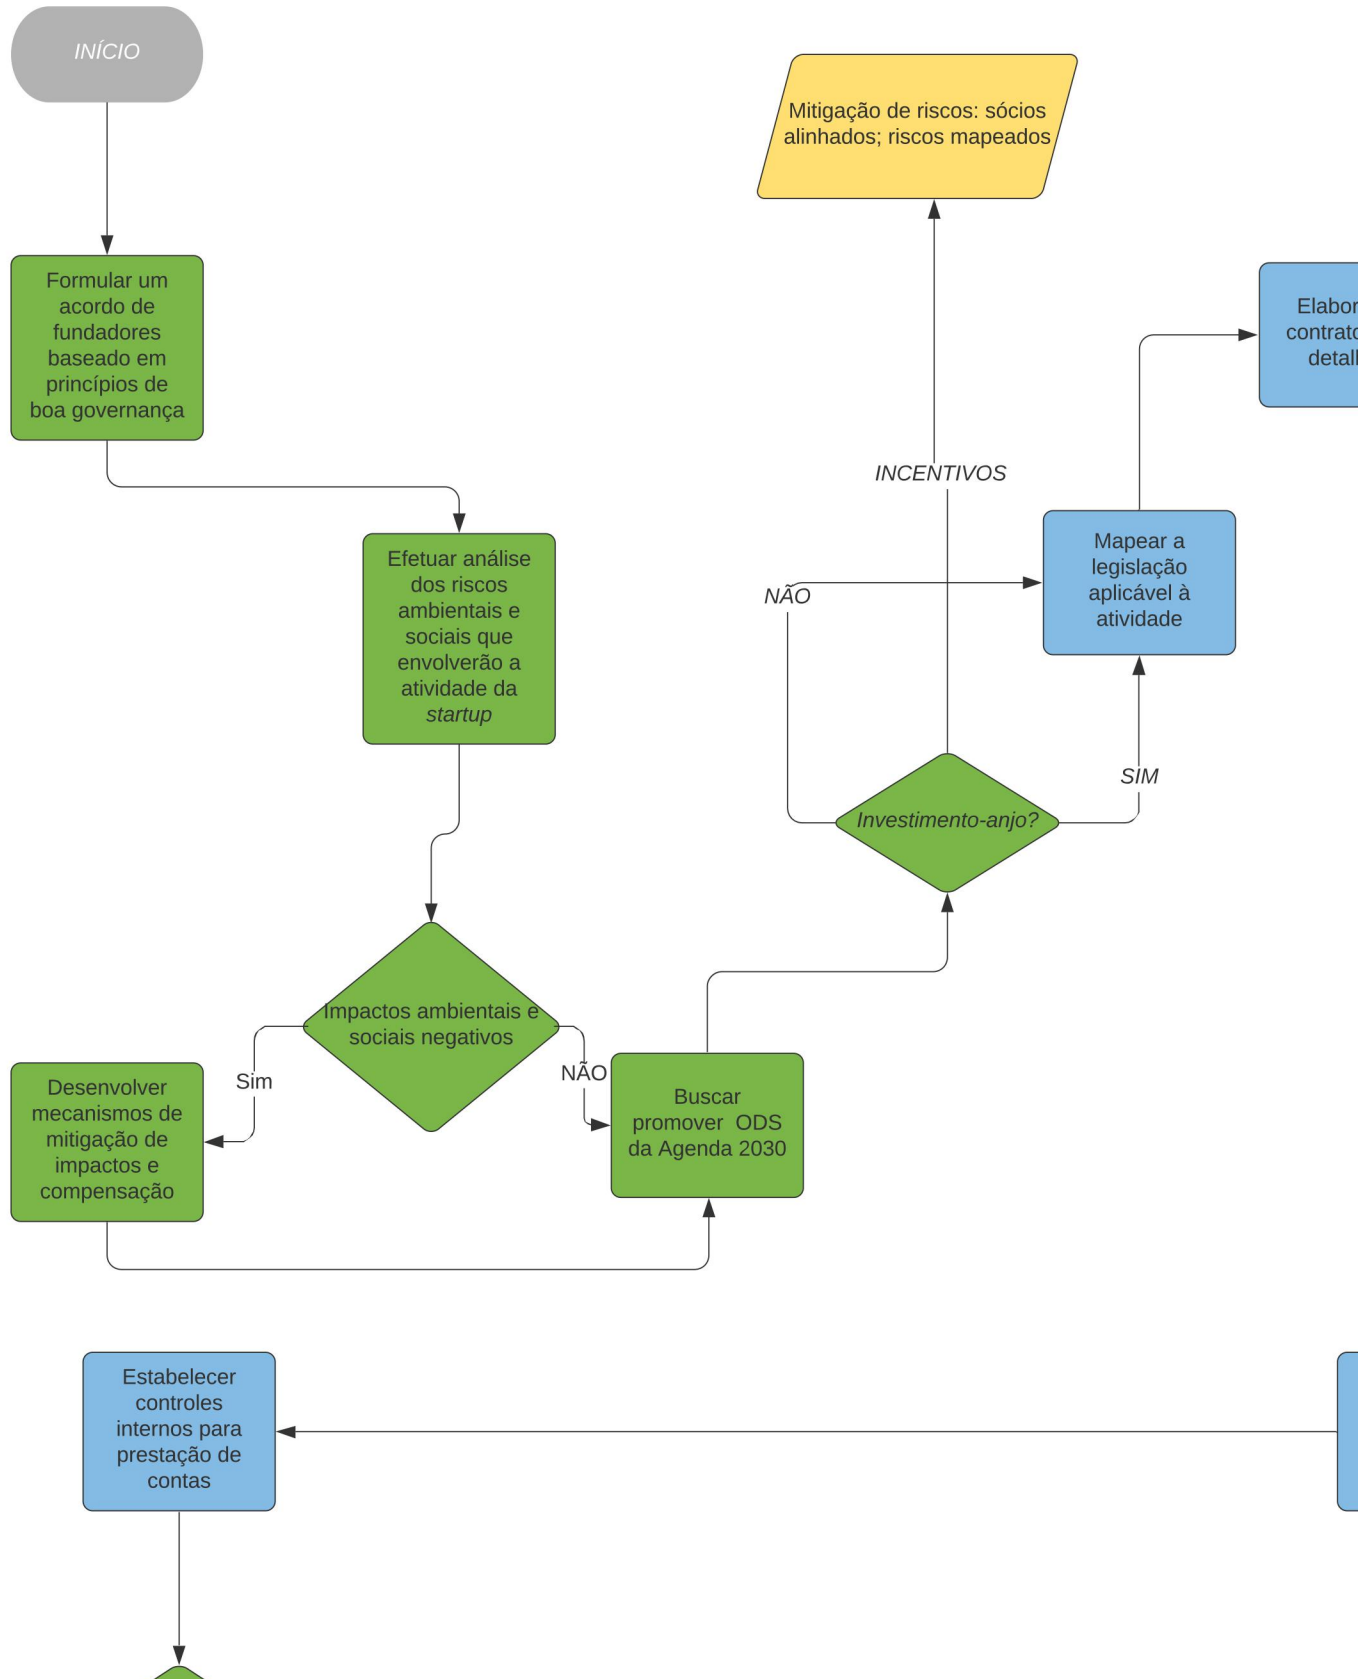 INÍCIO
Mitigação de riscos: sócios
alinhados; riscos mapeados
Formular um
acordo de
fundadores
baseado em
princípios de
boa governança
INCENTIVOS
Efetuar análise
dos riscos
ambientais e
sociais que
envolverão a
atividade da
startup
NÃO
Mapear a
legislação
aplicável à
atividade
SIM
Investimento-anjo?
Impactos ambientais e
sociais negativos
Sim
NÃO
Desenvolver
mecanismos de
mitigação de
impactos e
compensação
Buscar
promover ODS
da Agenda 2030
Estabelecer
controles
internos para
prestação de
contas